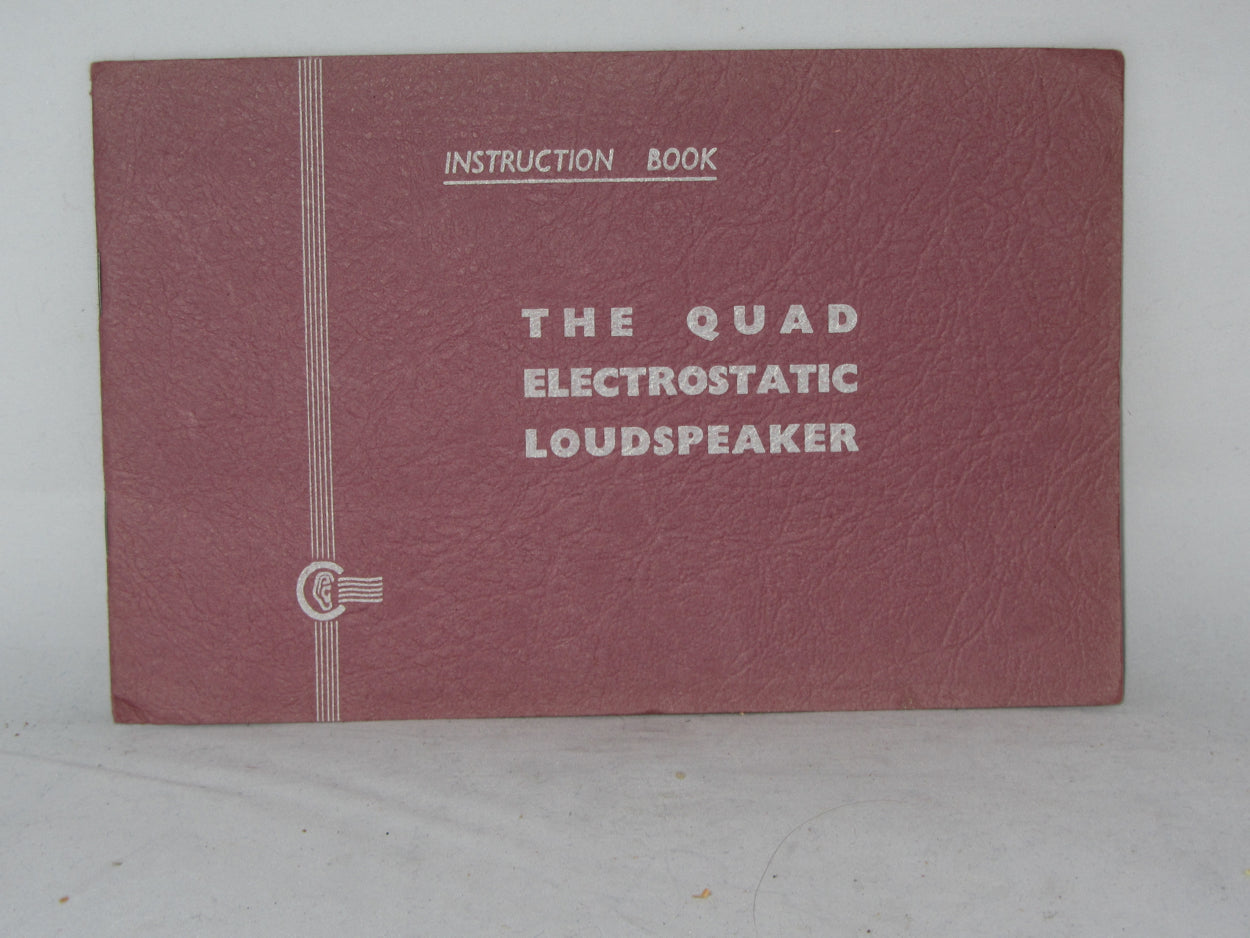 INSTRUCTION BOOK
THE QUAD
ELECTROSTATIC
LOUDSPEAKER